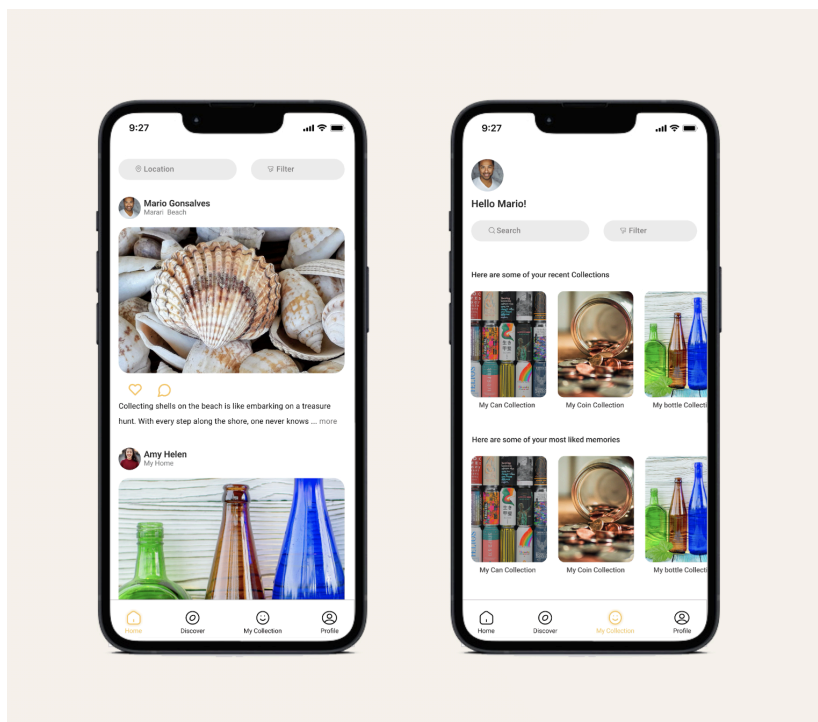 9:27
Location
Filter
Mario Gonsalves
Marari Beach
Collecting shells on the beach is like embarking on a treasure
hunt. With every step along the shore, one never knows ... more
Amy Helen
My Home
Home
Discover
My Collection
Profile
9:27
Hello Mario!
Search
Filter
Here are some of your recent Collections
My Can Collection
My Coin Collection
My bottle Collecti
Here are some of your most liked memories
My Can Collection
My Coin Collection
My bottle Collecti
Home
Discover
My Collection
Profile